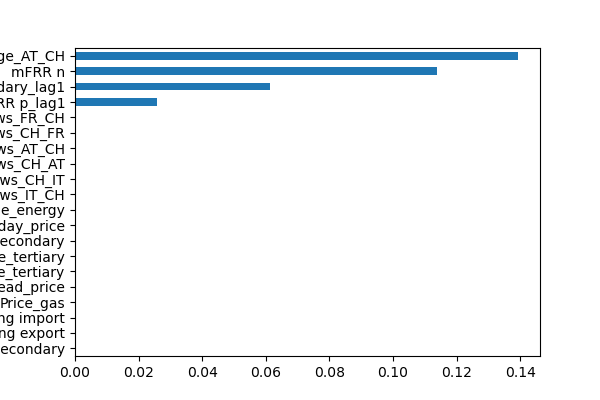 ge_AT_CH
mFRR n
dary_lag1
RR p_lag1
ws_FR_CH
ws_CH_FR
ws_AT_CH
ws_CH_AT
ws_CH_IT
ws_IT_CH
e_energy
day_price
econdary
e_tertiary
e_tertiary
ead_price
Price_gas
ng import
ng export
econdary
0.00 0.02 0.04 0.06 0.08 0.10 0.12 0.14